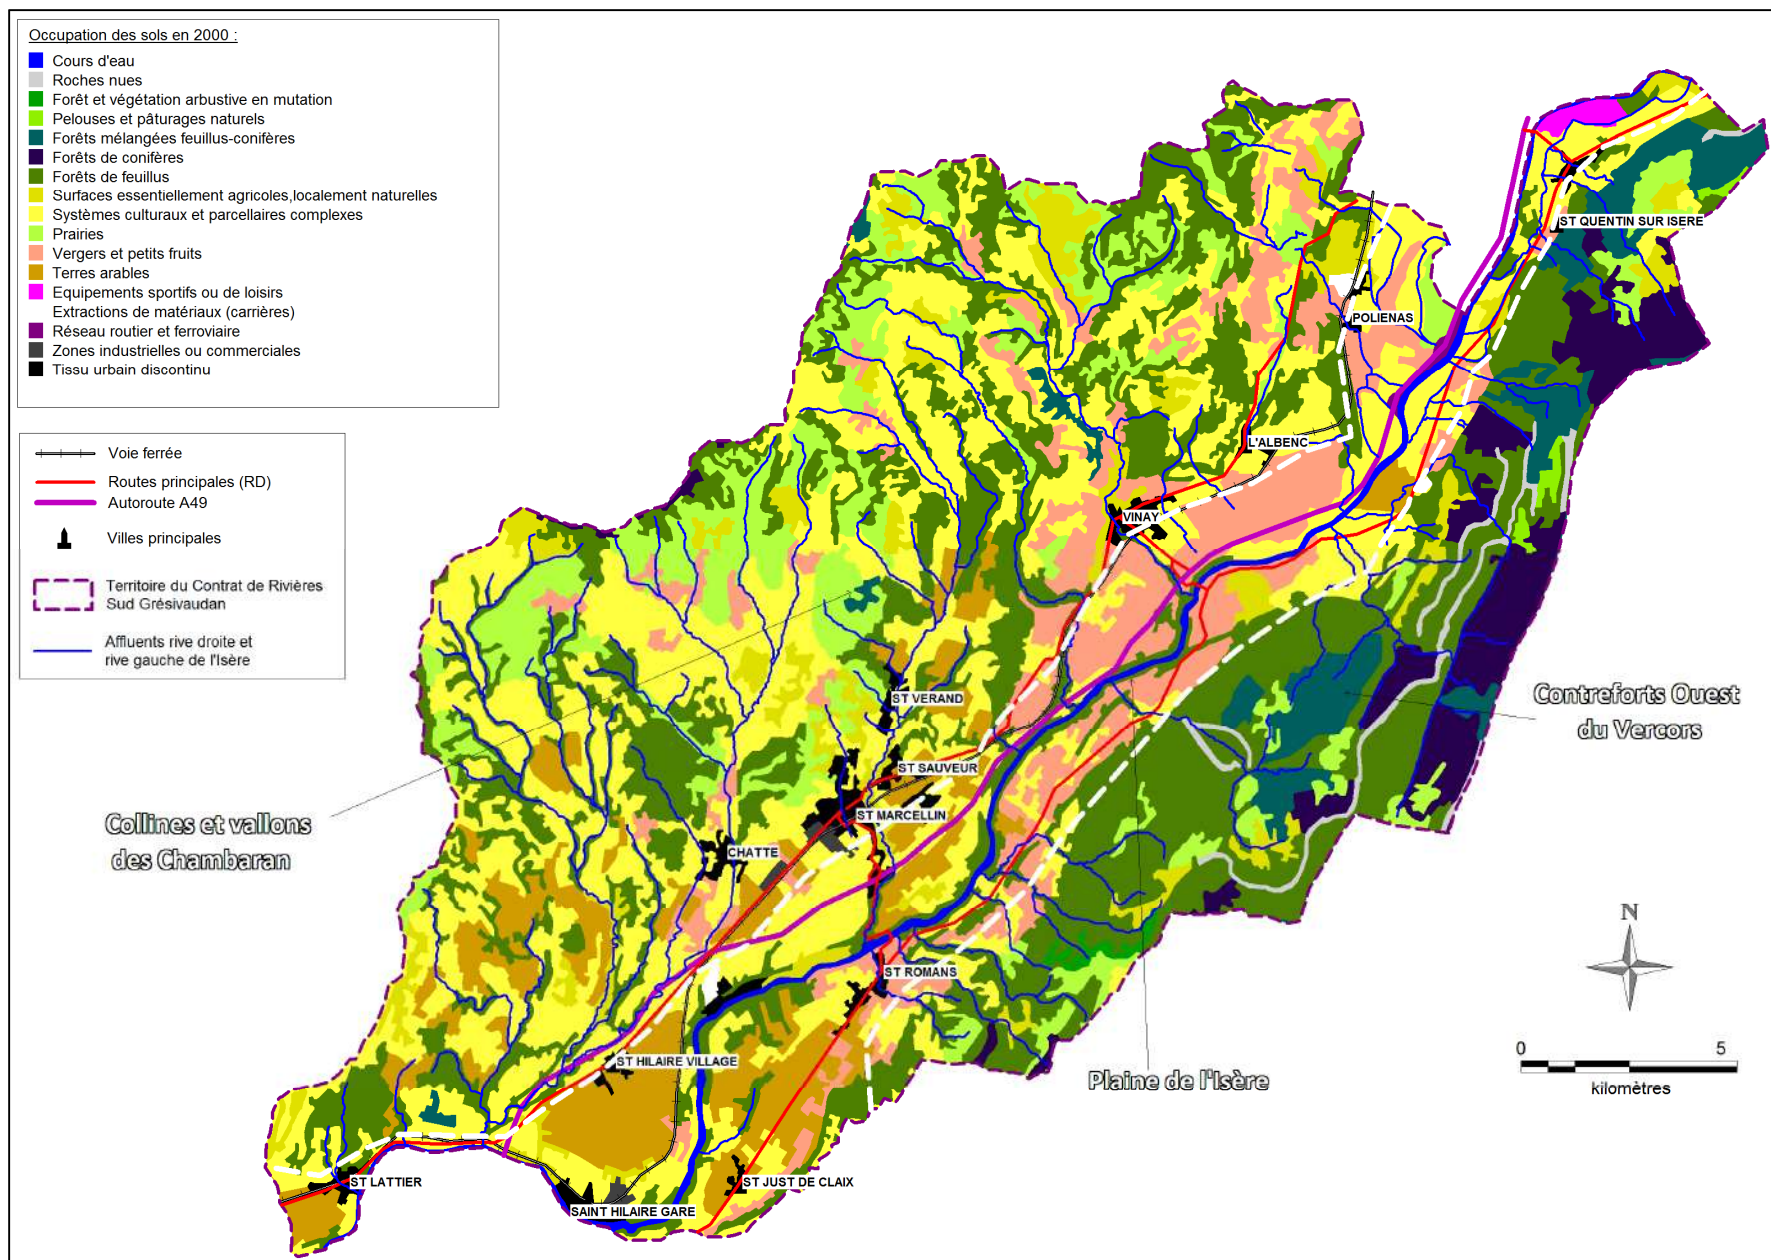 Occupation des sols en 2000 :
Cours d'eau
Roches nues
Forêt et végétation arbustive en mutation
Pelouses et pâturages naturels
Forêts mélangées feuillus-conifères
Forêts de conifères
Forêts de feuillus
Surfaces essentiellement agricoles,localement naturelles
Systèmes culturaux et parcellaires complexes
Prairies
Vergers et petits fruits
Terres arables
Equipements sportifs ou de loisirs
Extractions de matériaux (carrières)
Réseau routier et ferroviaire
Zones industrielles ou commerciales
Tissu urbain discontinu
Voie ferrée
Routes principales (RD)
Autoroute A49
Villes principales
Territoire du Contrat de Rivières
Sud Grésivaudan
Affluents rive droite et
rive gauche de l'Isère
ST QUENTIN SUR ISERE
POLIENAS
L'ALBENC
VINAY
ST VERAND
ST SAUVEUR
ST MARCELLIN
CHATTE
ST ROMANS
ST HILAIRE VILLAGE
ST LATTIER
ST JUST DE CLAIX
SAINT HILAIRE GARE
Contreforts Ouest
du Vercors
Collines et vallons
des Chambaran
Plaine de l'Isère
N
0 5
kilomètres